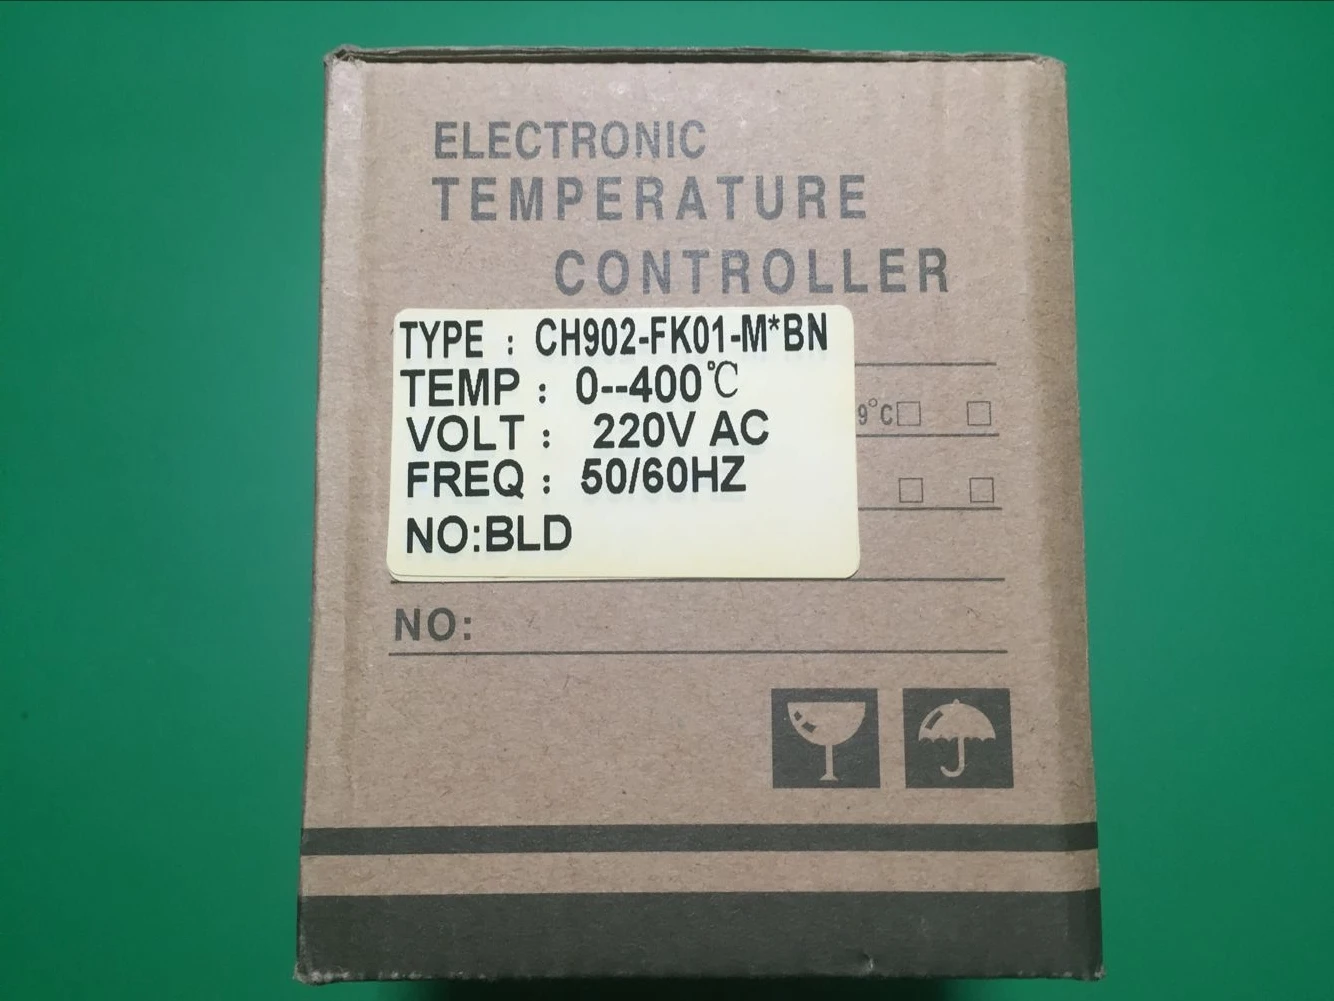 ELECTRONIC
TEMPERATURE
CONTROLLER
TYPE : CH902-FK01-M*BN
TEMP : 0--400℃
VOLT : 220V AC
FREQ : 50/60HZ
NO:BLD
9°C□ □
□ □
NO: